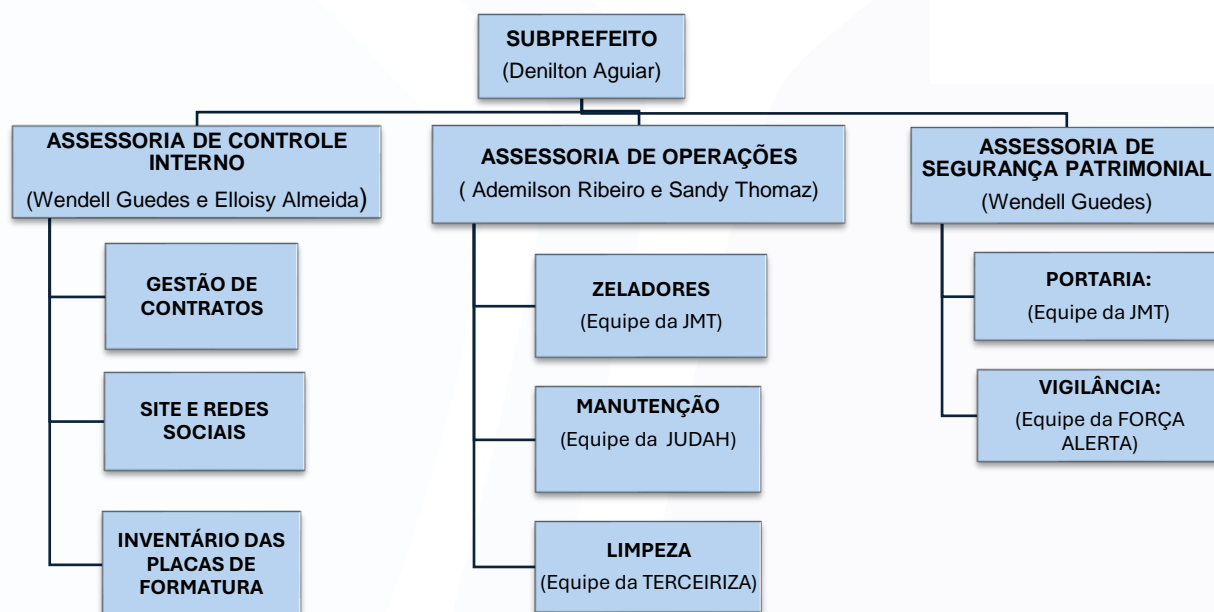 SUBPREFEITO
(Denilton Aguiar)
ASSESSORIA DE CONTROLE
INTERNO
(Wendell Guedes e Elloisy Almeida)
GESTÃO DE
CONTRATOS
SITE E REDES
SOCIAIS
INVENTÁRIO DAS
PLACAS DE
FORMATURA
ASSESSORIA DE OPERAÇÕES
( Ademilson Ribeiro e Sandy Thomaz)
ZELADORES
(Equipe da JMT)
MANUTENÇÃO
(Equipe da JUDAH)
LIMPEZA
(Equipe da TERCEIRIZA)
ASSESSORIA DE
SEGURANÇA PATRIMONIAL
(Wendell Guedes)
PORTARIA:
(Equipe da JMT)
VIGILÂNCIA:
(Equipe da FORÇA
ALERTA)